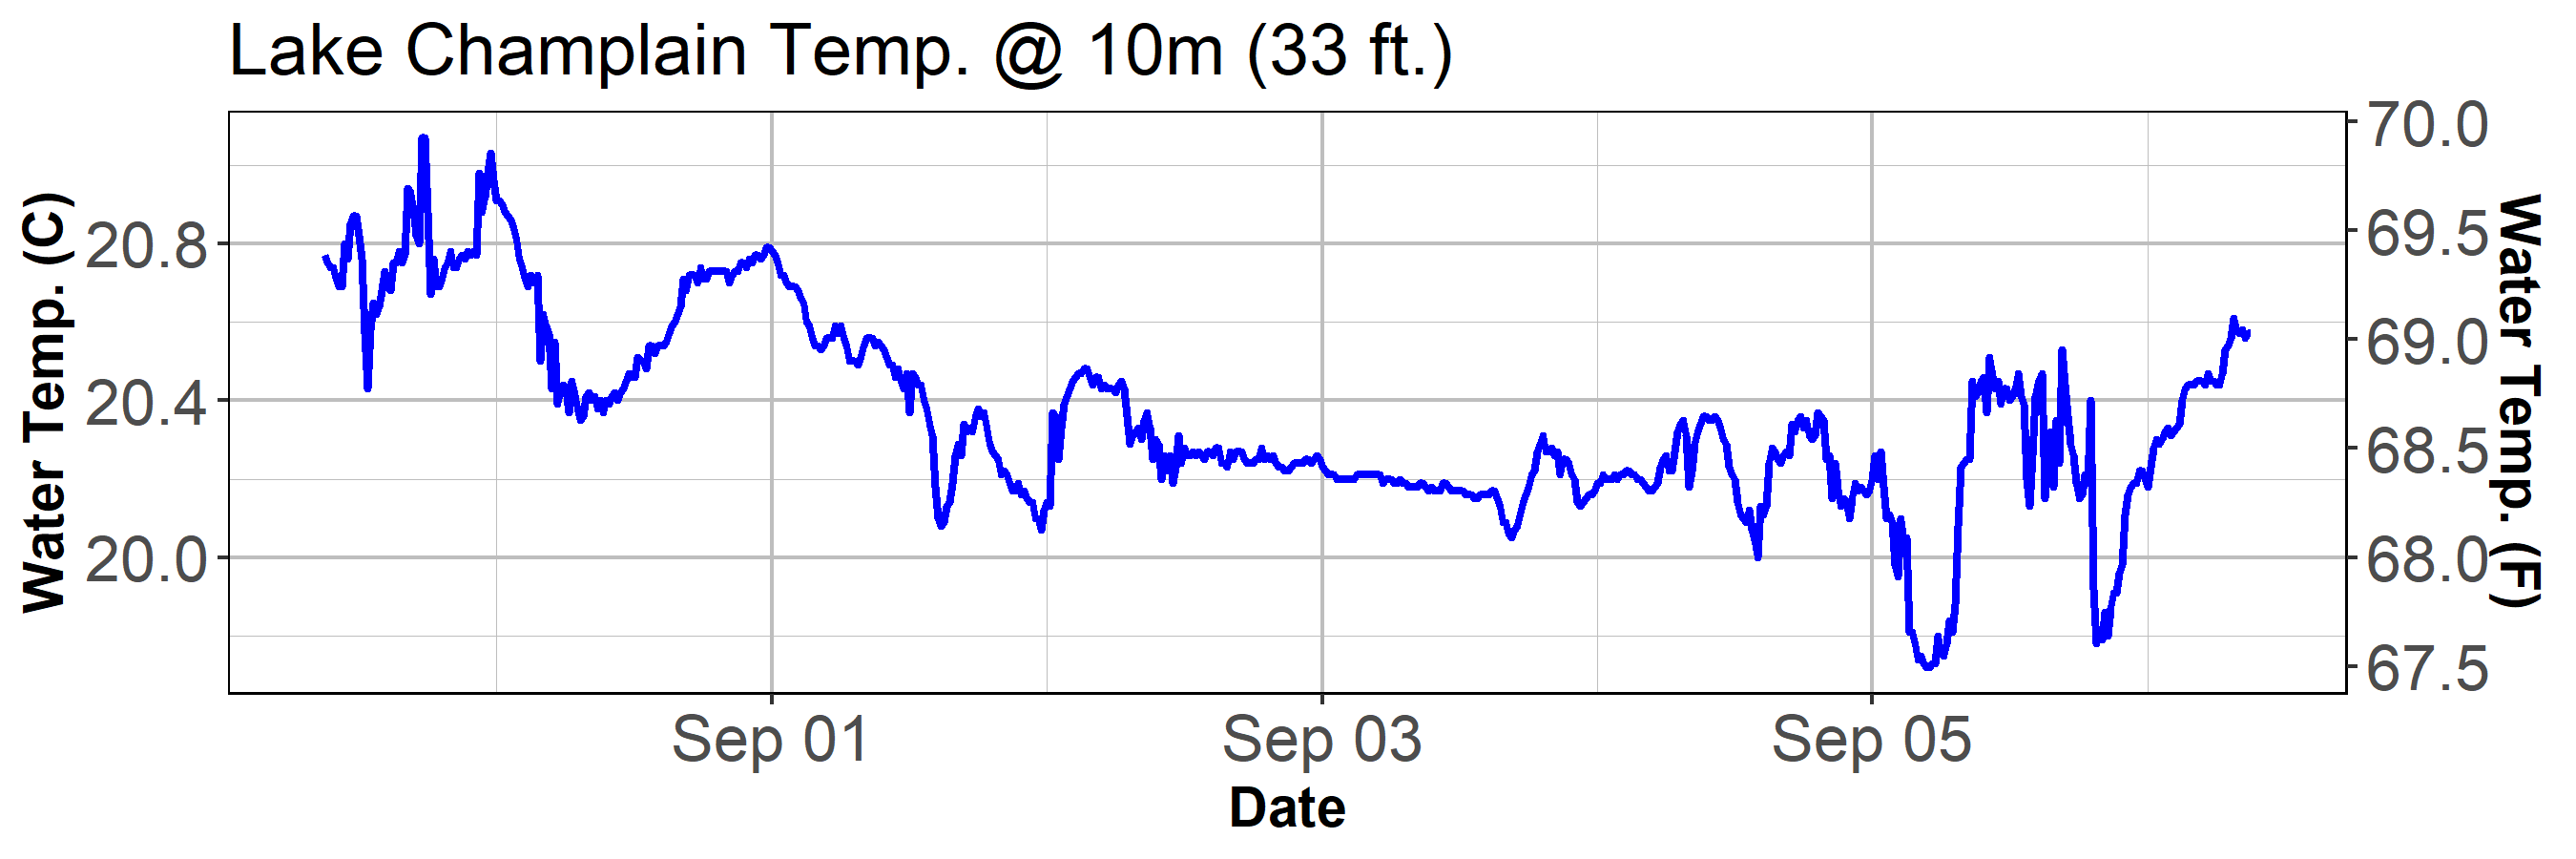 Lake Champlain Temp. @ 10m (33 ft.)
Water Temp. (C)
20.8
20.4
20.0
70.0
69.5
69.0
68.5
68.0
67.5
Water Temp. (F)
Sep 01
Sep 03
Sep 05
Date